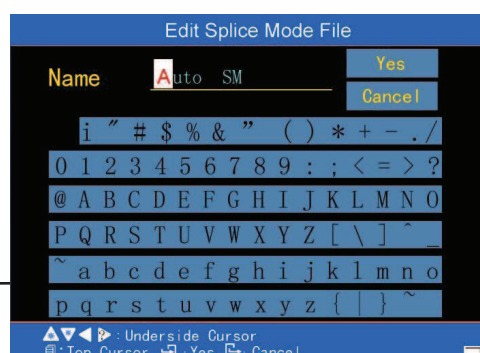 Edit Splice Mode File
Name Auto SM Yes
Cancel
i " # $ % & " ( ) * + - . /
0 1 2 3 4 5 6 7 8 9 : ; < = > ?
@ A B C D E F G H I J K L M N O
P Q R S T U V W X Y Z [ \ ] ^ _
~ a b c d e f g h i j k l m n o
p q r s t u v w x y z { | } ~
: Underside Cursor
: Top Cursor : Yes : Cancel